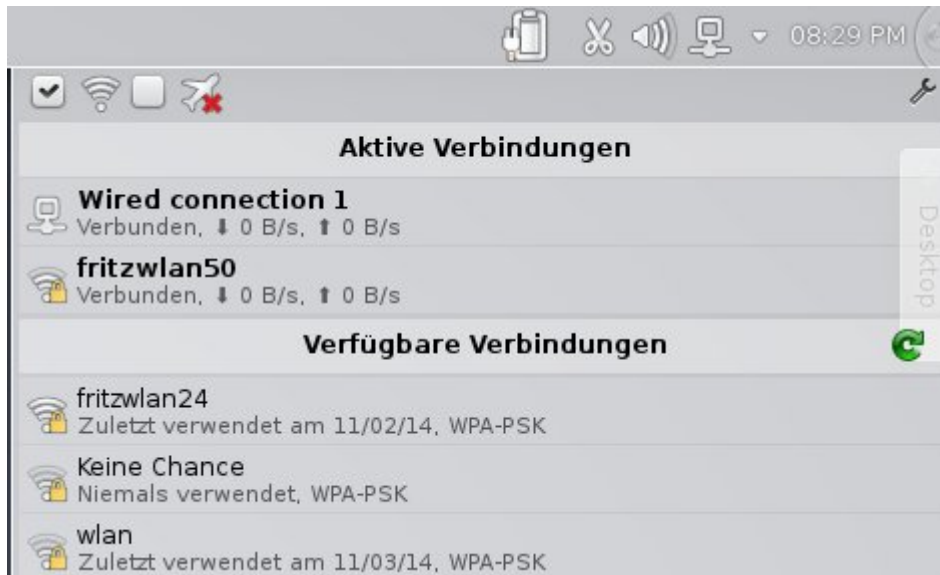 08:29 PM
Aktive Verbindungen
Wired connection 1
Verbunden, ⬇ 0 B/s, ⬆ 0 B/s
fritzwlan50
Verbunden, ⬇ 0 B/s, ⬆ 0 B/s
Desktop
Verfügbare Verbindungen
fritzwlan24
Zuletzt verwendet am 11/02/14, WPA-PSK
Keine Chance
Niemals verwendet, WPA-PSK
wlan
Zuletzt verwendet am 11/03/14, WPA-PSK